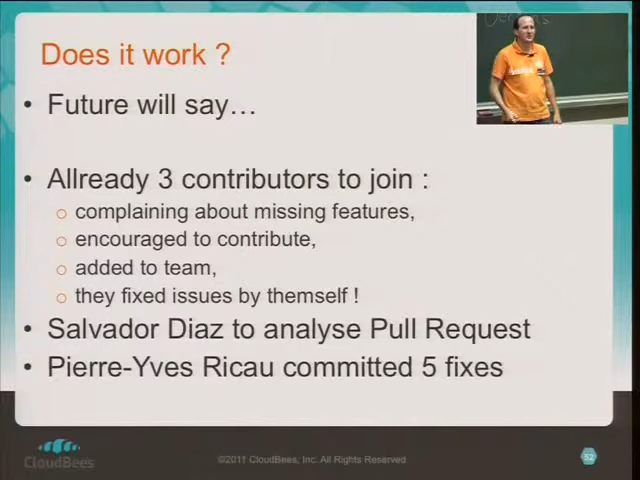 Does it work ?
• Future will say…
• Allready 3 contributors to join :
o complaining about missing features,
o encouraged to contribute,
o added to team,
o they fixed issues by themself !
• Salvador Diaz to analyse Pull Request
• Pierre-Yves Ricau committed 5 fixes
CloudBees
©2011 CloudBees, Inc. All Rights Reserved
52